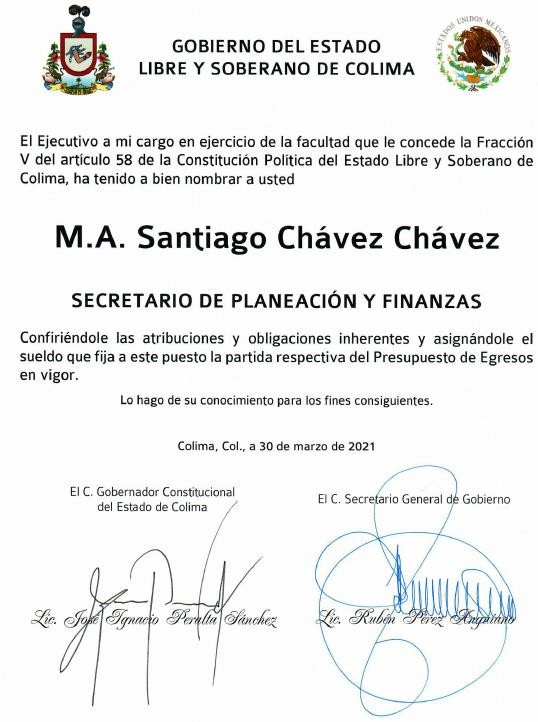 GOBIERNO DEL ESTADO
LIBRE Y SOBERANO DE COLIMA
ESTADOS UNIDOS MEXICANOS
El Ejecutivo a mi cargo en ejercicio de la facultad que le concede la Fracción
V del artículo 58 de la Constitución Política del Estado Libre y Soberano de
Colima, ha tenido a bien nombrar a usted
M.A. Santiago Chávez Chávez
SECRETARIO DE PLANEACIÓN Y FINANZAS
Confiriéndole las atribuciones y obligaciones inherentes y asignándole el
sueldo que fija a este puesto la partida respectiva del Presupuesto de Egresos
en vigor.
Lo hago de su conocimiento para los fines consiguientes.
Colima, Col., a 30 de marzo de 2021
El C. Gobernador Constitucional
del Estado de Colima
Lic. José Ignacio Peralta Sánchez
El C. Secretario General de Gobierno
Lic. Rubén Pérez Anguiano